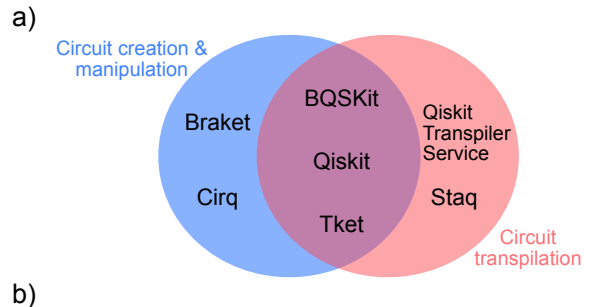 a)
Circuit creation &
manipulation
BQSKit
Braket
Qiskit
Transpiler
Service
Qiskit
Cirq
Staq
Tket
Circuit
transpilation
b)